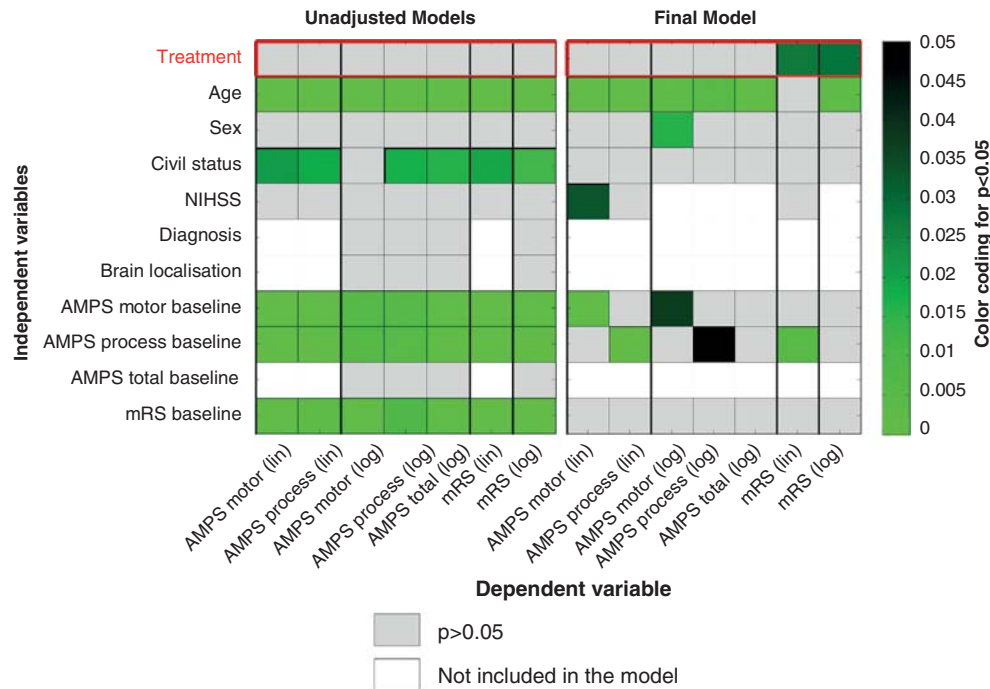 Unadjusted Models
Final Model
Independent variables
Treatment
Age
Sex
Civil status
NIHSS
Diagnosis
Brain localisation
AMPS motor baseline
AMPS process baseline
AMPS total baseline
mRS baseline
AMPS motor (lin)
AMPS process (lin)
AMPS motor (log)
AMPS process (log)
AMPS total (log)
mRS (lin)
mRS (log)
AMPS motor (lin)
AMPS process (lin)
AMPS motor (log)
AMPS process (log)
AMPS total (log)
mRS (lin)
mRS (log)
0.05
0.045
0.04
0.035
0.03
0.025
0.02
0.015
0.01
0.005
0
Color coding for p<0.05
Dependent variable
p>0.05
Not included in the model